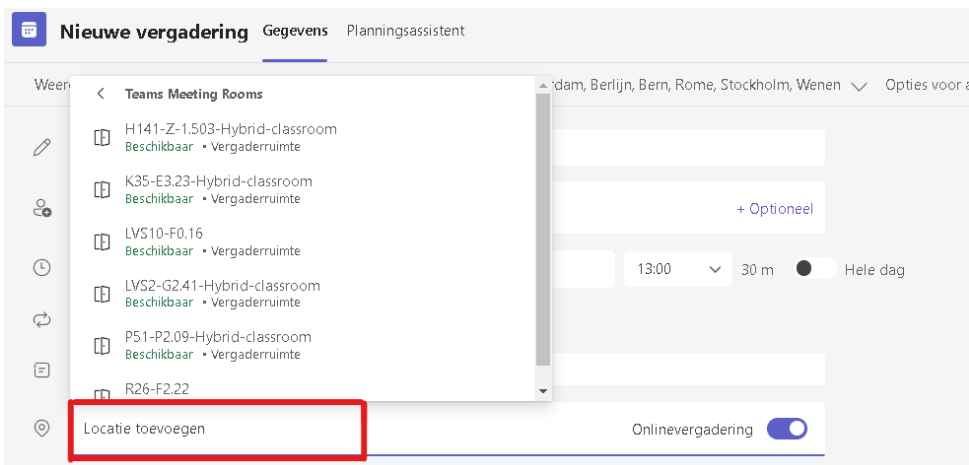 Nieuwe vergadering Gegevens Planningsassistent
Weer rdam, Berlijn, Bern, Rome, Stockholm, Wenen Opties voor a
Teams Meeting Rooms
H141-Z-1.503-Hybrid-classroom
Beschikbaar • Vergaderruimte
K35-E3.23-Hybrid-classroom
Beschikbaar • Vergaderruimte
+ Optioneel
LVS10-F0.16
Beschikbaar • Vergaderruimte
13:00 30 m Hele dag
LVS2-G2.41-Hybrid-classroom
Beschikbaar • Vergaderruimte
P51-P2.09-Hybrid-classroom
Beschikbaar • Vergaderruimte
R26-F2.22
Locatie toevoegen Onlinevergadering